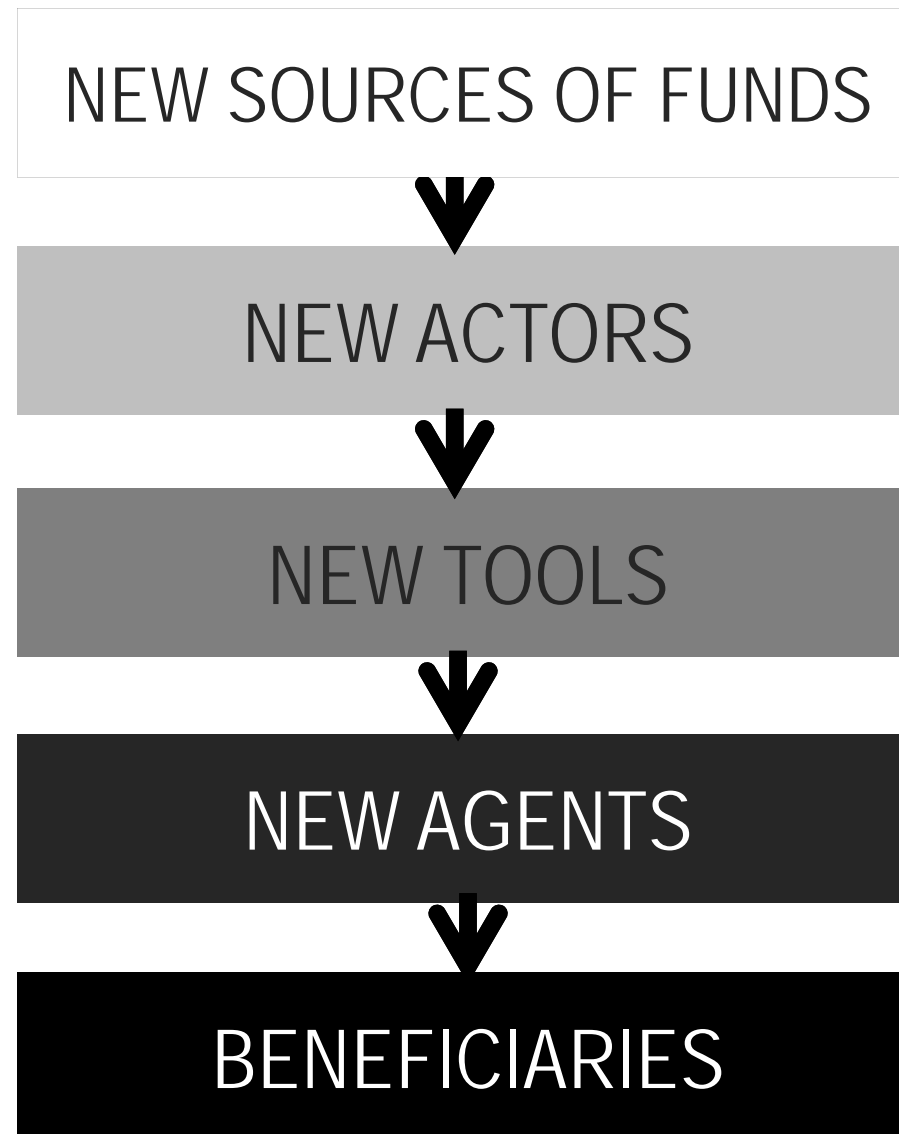 NEW SOURCES OF FUNDS
NEW ACTORS
NEW TOOLS
NEW AGENTS
BENEFICIARIES